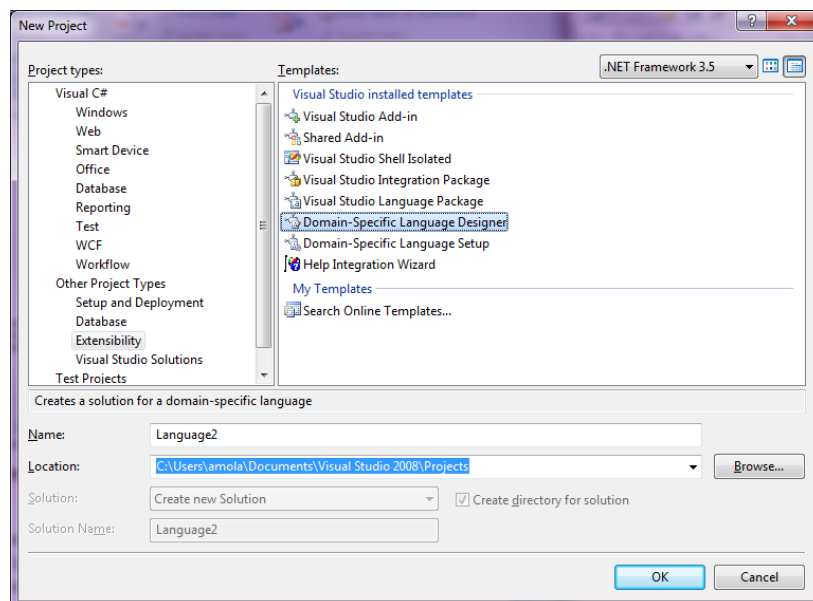 New Project
Project types:
Templates:
.NET Framework 3.5
Visual C#
Windows
Web
Smart Device
Office
Database
Reporting
Test
WCF
Workflow
Other Project Types
Setup and Deployment
Database
Extensibility
Visual Studio Solutions
Test Projects
Visual Studio installed templates
Visual Studio Add-in
Shared Add-in
Visual Studio Shell Isolated
Visual Studio Integration Package
Visual Studio Language Package
Domain-Specific Language Designer
Domain-Specific Language Setup
Help Integration Wizard
My Templates
Search Online Templates...
Creates a solution for a domain-specific language
Name:
Language2
Location:
C:\Users\amola\Documents\Visual Studio 2008\Projects
Browse...
Solution:
Create new Solution
Create directory for solution
Solution Name:
Language2
OK
Cancel